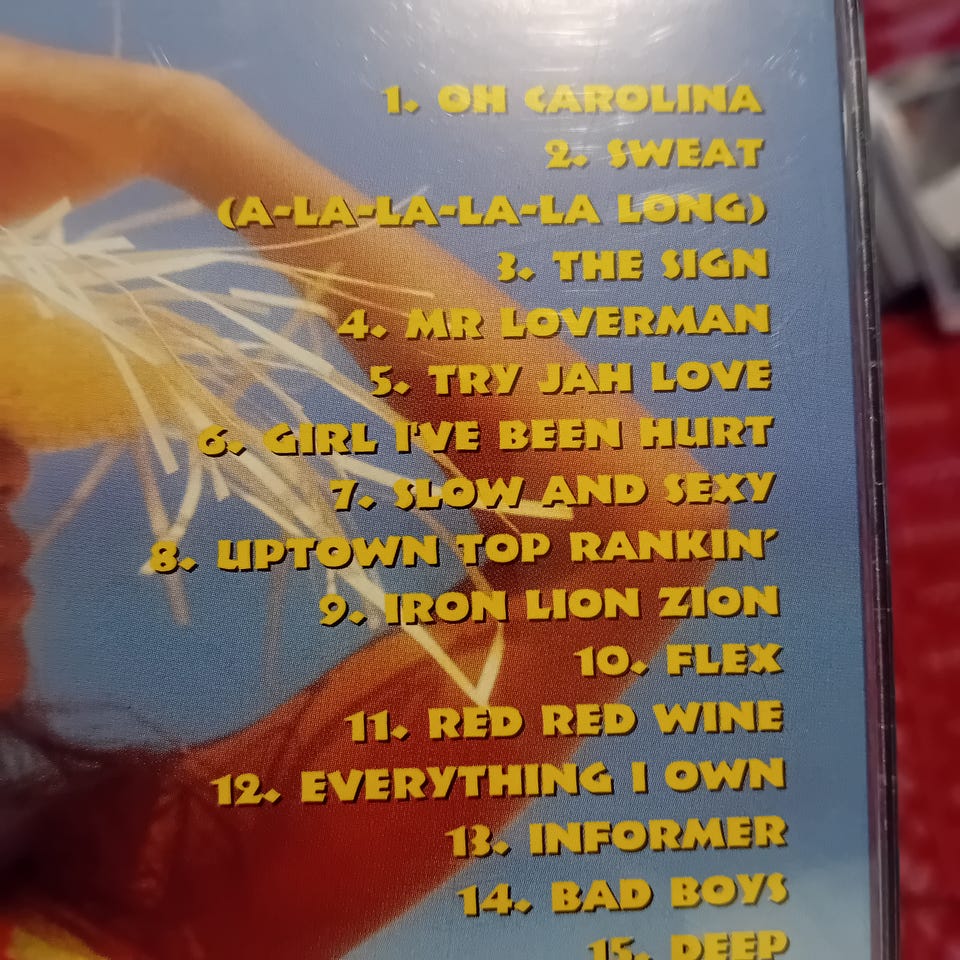 1. OH CAROLINA
2. SWEAT
(A-LA-LA-LA-LA LONG)
3. THE SIGN
4. MR LOVERMAN
5. TRY JAH LOVE
6. GIRL I'VE BEEN HURT
7. SLOW AND SEXY
8. UPTOWN TOP RANKIN'
9. IRON LION ZION
10. FLEX
11. RED RED WINE
12. EVERYTHING I OWN
13. INFORMER
14. BAD BOYS
15. DEEP